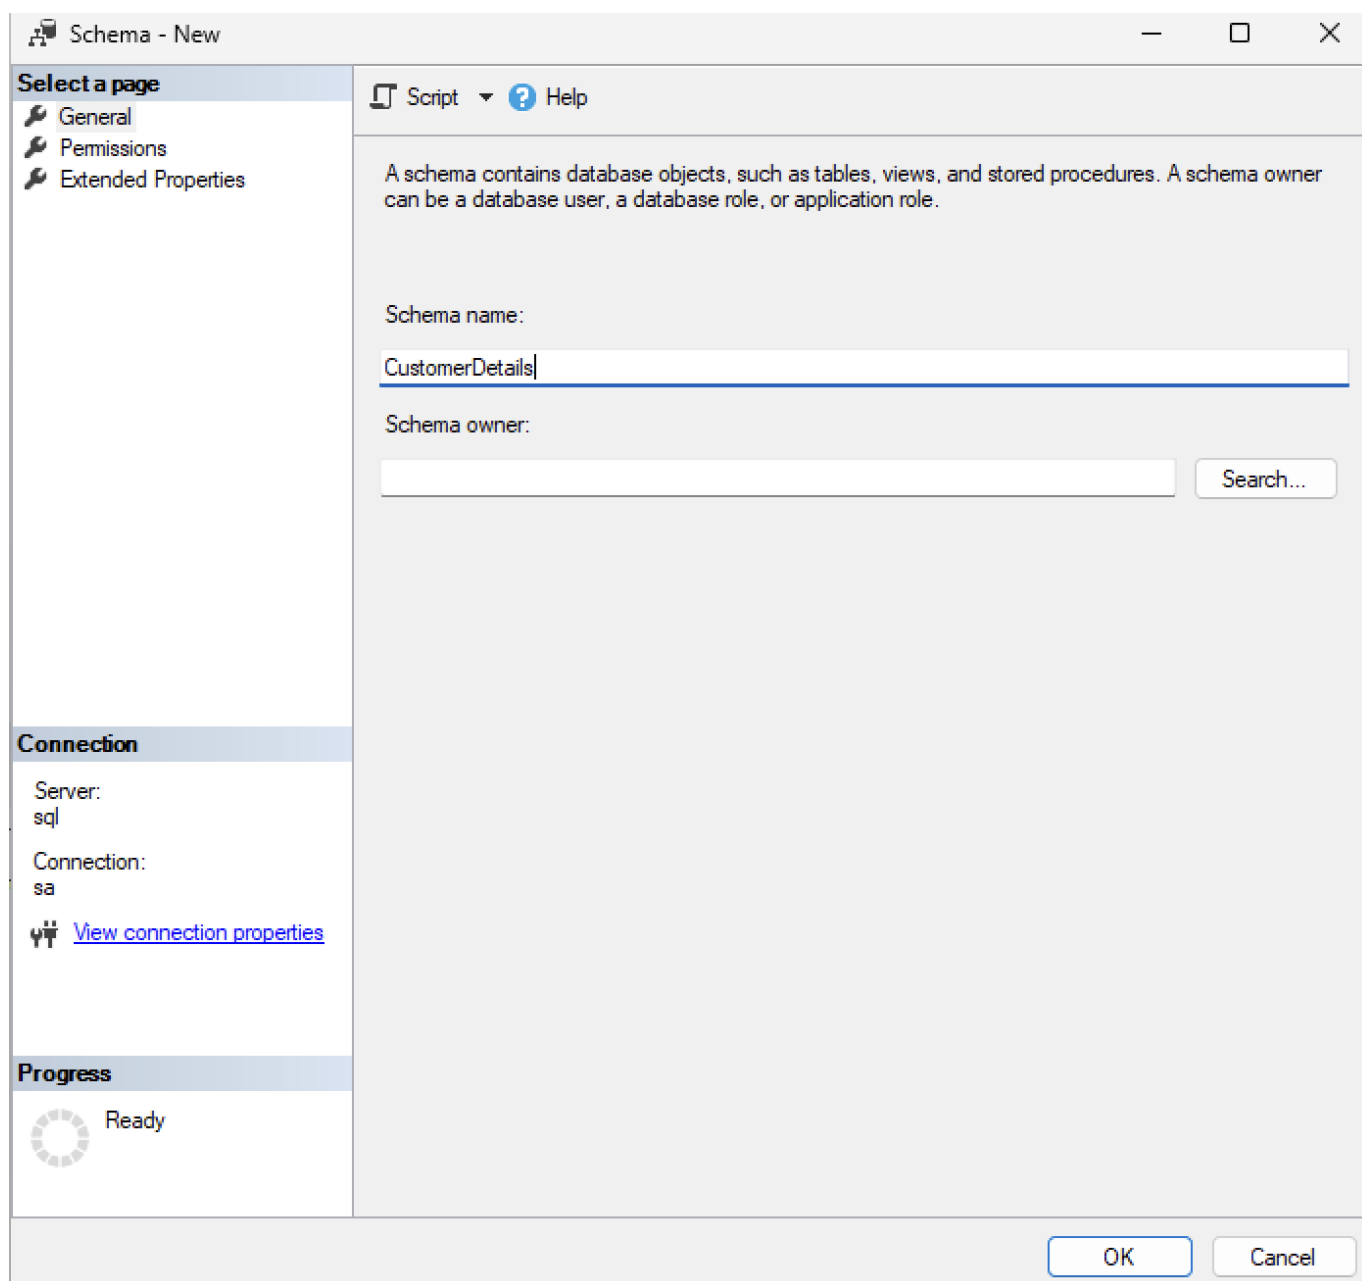 Schema - New
Select a page
General
Permissions
Extended Properties
Script
Help
A schema contains database objects, such as tables, views, and stored procedures. A schema owner
can be a database user, a database role, or application role.
Schema name:
CustomerDetails
Schema owner:
Search...
Connection
Server:
sql
Connection:
sa
View connection properties
Progress
Ready
OK
Cancel